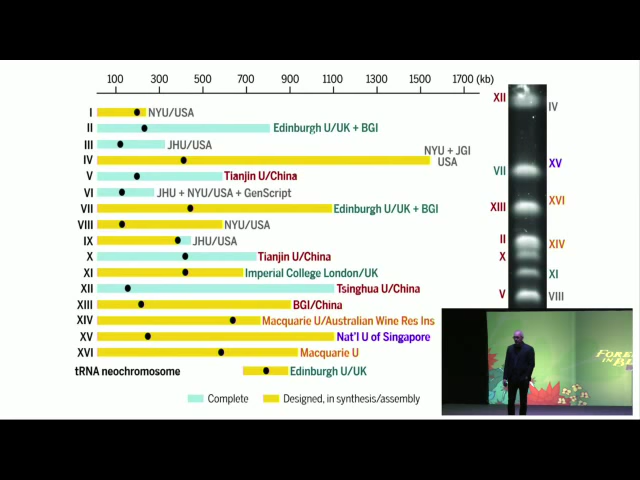 100 300 500 700 900 1100 1300 1500 1700 (kb)
I NYU/USA
II Edinburgh U/UK + BGI
III JHU/USA
IV NYU + JGI
USA
V Tianjin U/China
VI JHU + NYU/USA + GenScript
VII Edinburgh U/UK + BGI
VIII NYU/USA
IX JHU/USA
X Tianjin U/China
XI Imperial College London/UK
XII Tsinghua U/China
XIII BGI/China
XIV Macquarie U/Australian Wine Res Ins
XV Nat'l U of Singapore
XVI Macquarie U
tRNA neochromosome Edinburgh U/UK
Complete Designed, in synthesis/assembly
XII IV
VII XV
XIII XVI
II XIV
X
XI
V VIII